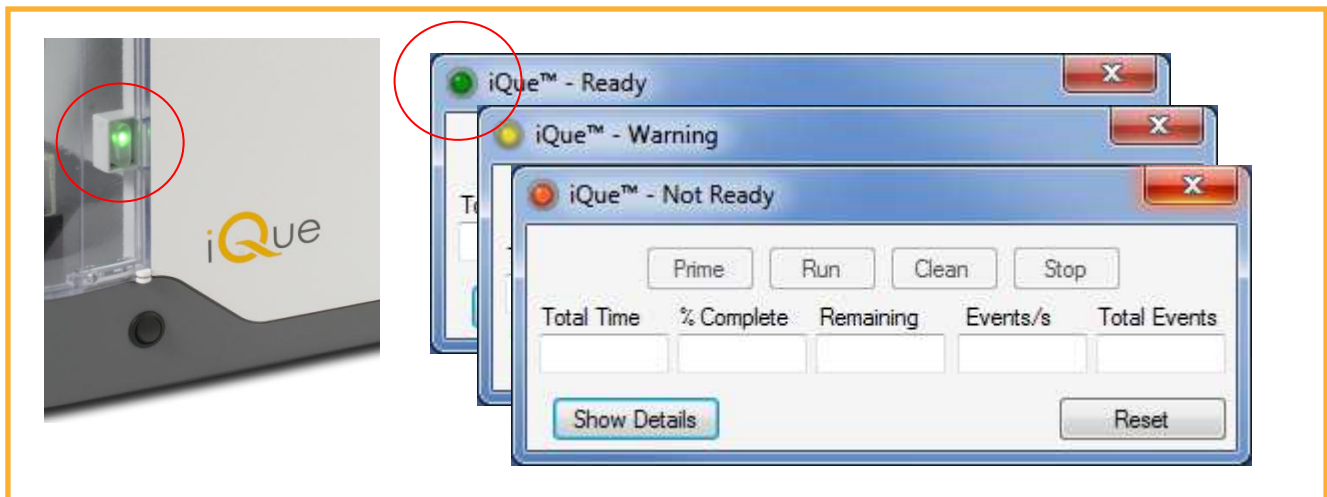 iQue
iQue™ - Ready
iQue™ - Warning
iQue™ - Not Ready
Prime Run Clean Stop
Total Time % Complete Remaining Events/s Total Events
Show Details Reset